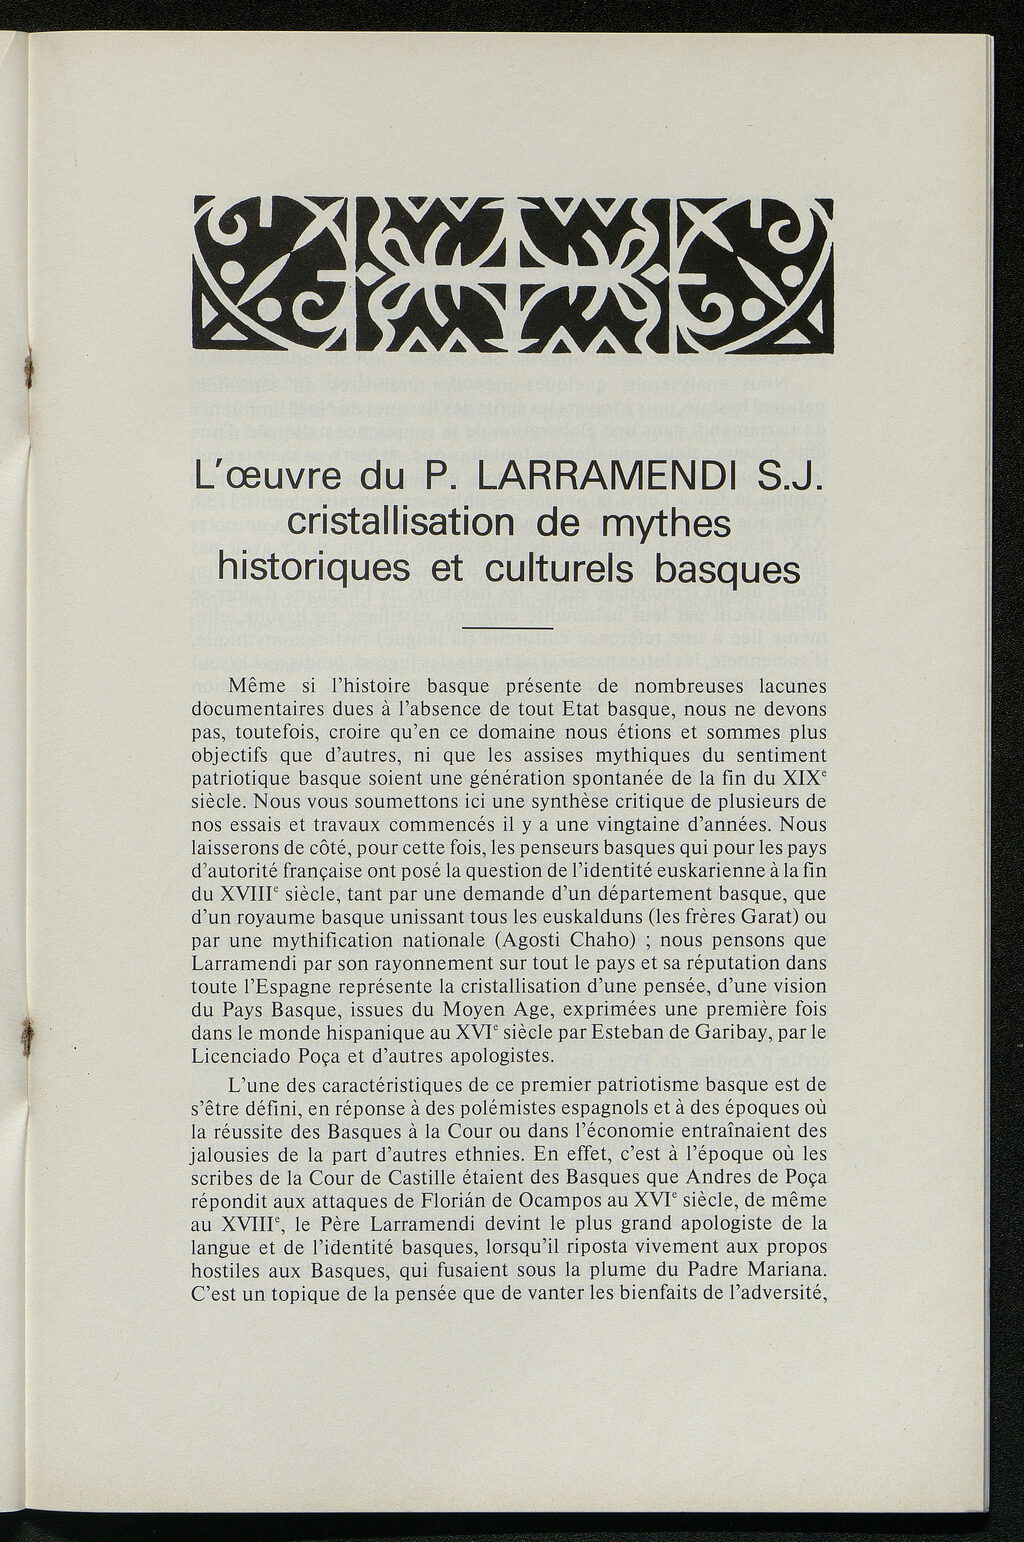 L'œuvre du P. LARRAMENDI S.J.
cristallisation de mythes
historiques et culturels basques
Même si l'histoire basque présente de nombreuses lacunes
documentaires dues à l'absence de tout Etat basque, nous ne devons
pas, toutefois, croire qu'en ce domaine nous étions et sommes plus
objectifs que d'autres, ni que les assises mythiques du sentiment
patriotique basque soient une génération spontanée de la fin du XIXᵉ
siècle. Nous vous soumettons ici une synthèse critique de plusieurs de
nos essais et travaux commencés il y a une vingtaine d'années. Nous
laisserons de côté, pour cette fois, les penseurs basques qui pour les pays
d'autorité française ont posé la question de l'identité euskarienne à la fin
du XVIIIᵉ siècle, tant par une demande d'un département basque, que
d'un royaume basque unissant tous les euskalduns (les frères Garat) ou
par une mythification nationale (Agosti Chaho) ; nous pensons que
Larramendi par son rayonnement sur tout le pays et sa réputation dans
toute l'Espagne représente la cristallisation d'une pensée, d'une vision
du Pays Basque, issues du Moyen Age, exprimées une première fois
dans le monde hispanique au XVIᵉ siècle par Esteban de Garibay, par le
Licenciado Poça et d'autres apologistes.
L'une des caractéristiques de ce premier patriotisme basque est de
s'être défini, en réponse à des polémistes espagnols et à des époques où
la réussite des Basques à la Cour ou dans l'économie entraînaient des
jalousies de la part d'autres ethnies. En effet, c'est à l'époque où les
scribes de la Cour de Castille étaient des Basques que Andres de Poça
répondit aux attaques de Florián de Ocampos au XVIᵉ siècle, de même
au XVIIIᵉ, le Père Larramendi devint le plus grand apologiste de la
langue et de l'identité basques, lorsqu'il riposta vivement aux propos
hostiles aux Basques, qui fusaient sous la plume du Padre Mariana.
C'est un topique de la pensée que de vanter les bienfaits de l'adversité,